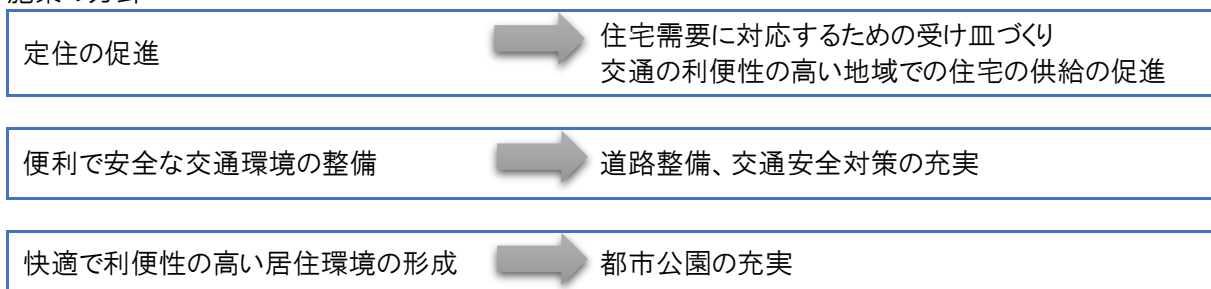 定住の促進
住宅需要に対応するための受け皿づくり
交通の利便性の高い地域での住宅の供給の促進
便利で安全な交通環境の整備
道路整備、交通安全対策の充実
快適で利便性の高い居住環境の形成
都市公園の充実